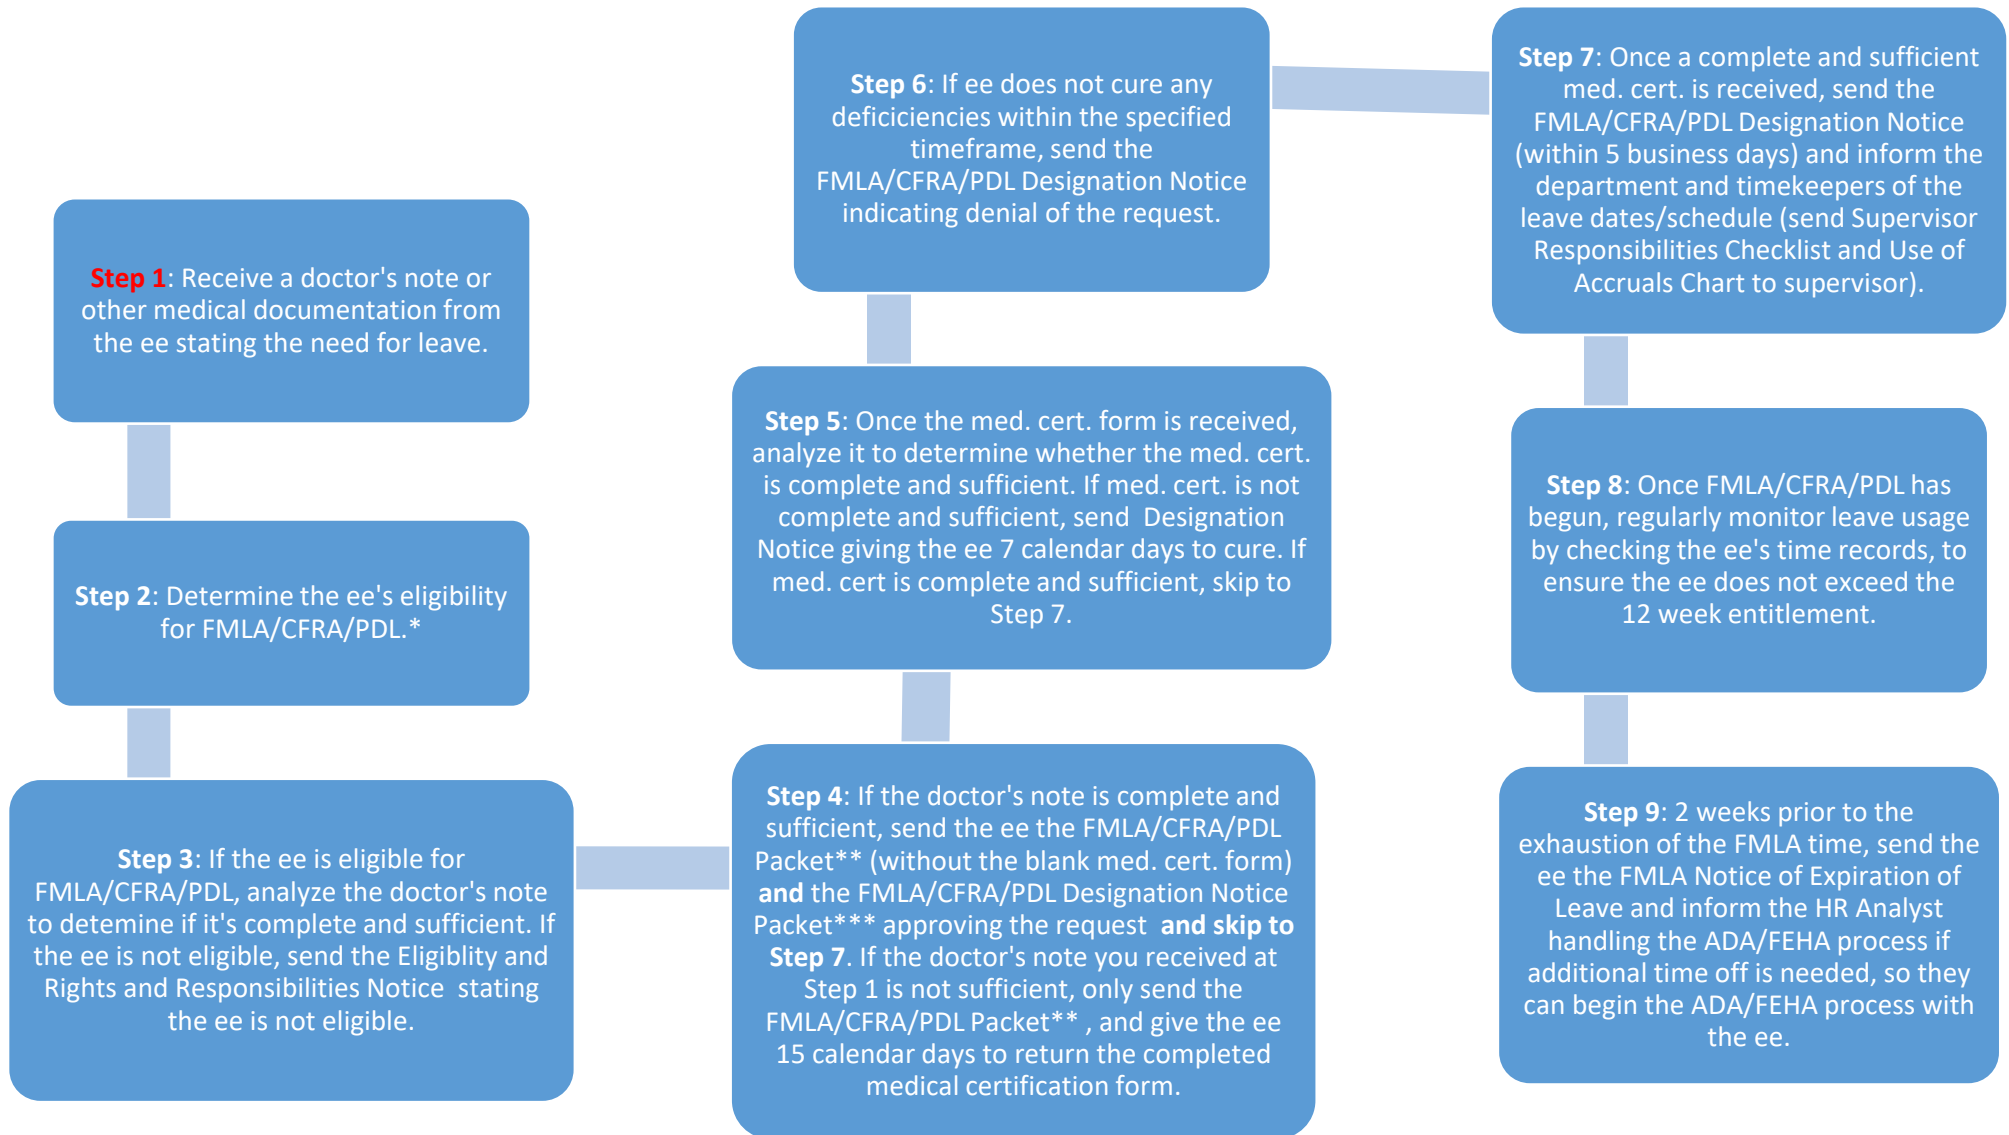 Step 1: Receive a doctor's note or
other medical documentation from
the ee stating the need for leave.
Step 2: Determine the ee's eligibility
for FMLA/CFRA/PDL.*
Step 3: If the ee is eligible for
FMLA/CFRA/PDL, analyze the doctor's note
to detemine if it's complete and sufficient. If
the ee is not eligible, send the Eligiblity and
Rights and Responsibilities Notice stating
the ee is not eligible.
Step 4: If the doctor's note is complete and
sufficient, send the ee the FMLA/CFRA/PDL
Packet** (without the blank med. cert. form)
and the FMLA/CFRA/PDL Designation Notice
Packet*** approving the request and skip to
Step 7. If the doctor's note you received at
Step 1 is not sufficient, only send the
FMLA/CFRA/PDL Packet** , and give the ee
15 calendar days to return the completed
medical certification form.
Step 5: Once the med. cert. form is received,
analyze it to determine whether the med. cert.
is complete and sufficient. If med. cert. is not
complete and sufficient, send Designation
Notice giving the ee 7 calendar days to cure. If
med. cert is complete and sufficient, skip to
Step 7.
Step 6: If ee does not cure any
deficiciencies within the specified
timeframe, send the
FMLA/CFRA/PDL Designation Notice
indicating denial of the request.
Step 7: Once a complete and sufficient
med. cert. is received, send the
FMLA/CFRA/PDL Designation Notice
(within 5 business days) and inform the
department and timekeepers of the
leave dates/schedule (send Supervisor
Responsibilities Checklist and Use of
Accruals Chart to supervisor).
Step 8: Once FMLA/CFRA/PDL has
begun, regularly monitor leave usage
by checking the ee's time records, to
ensure the ee does not exceed the
12 week entitlement.
Step 9: 2 weeks prior to the
exhaustion of the FMLA time, send the
ee the FMLA Notice of Expiration of
Leave and inform the HR Analyst
handling the ADA/FEHA process if
additional time off is needed, so they
can begin the ADA/FEHA process with
the ee.